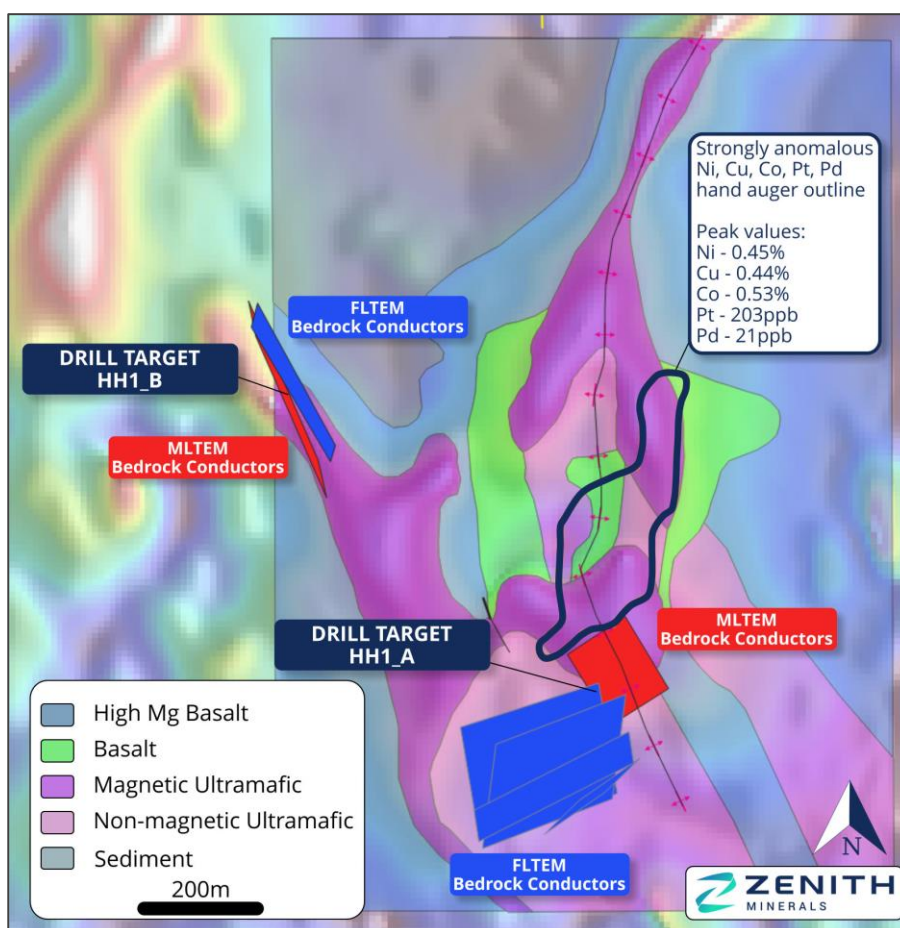 Strongly anomalous
Ni, Cu, Co, Pt, Pd
hand auger outline
Peak values:
Ni - 0.45%
Cu - 0.44%
Co - 0.53%
Pt - 203ppb
Pd - 21ppb
FLTEM
Bedrock Conductors
DRILL TARGET
HH1_B
MLTEM
Bedrock Conductors
DRILL TARGET
HH1_A
MLTEM
Bedrock Conductors
FLTEM
Bedrock Conductors
High Mg Basalt
Basalt
Magnetic Ultramafic
Non-magnetic Ultramafic
Sediment
200m
N
ZENITH
MINERALS